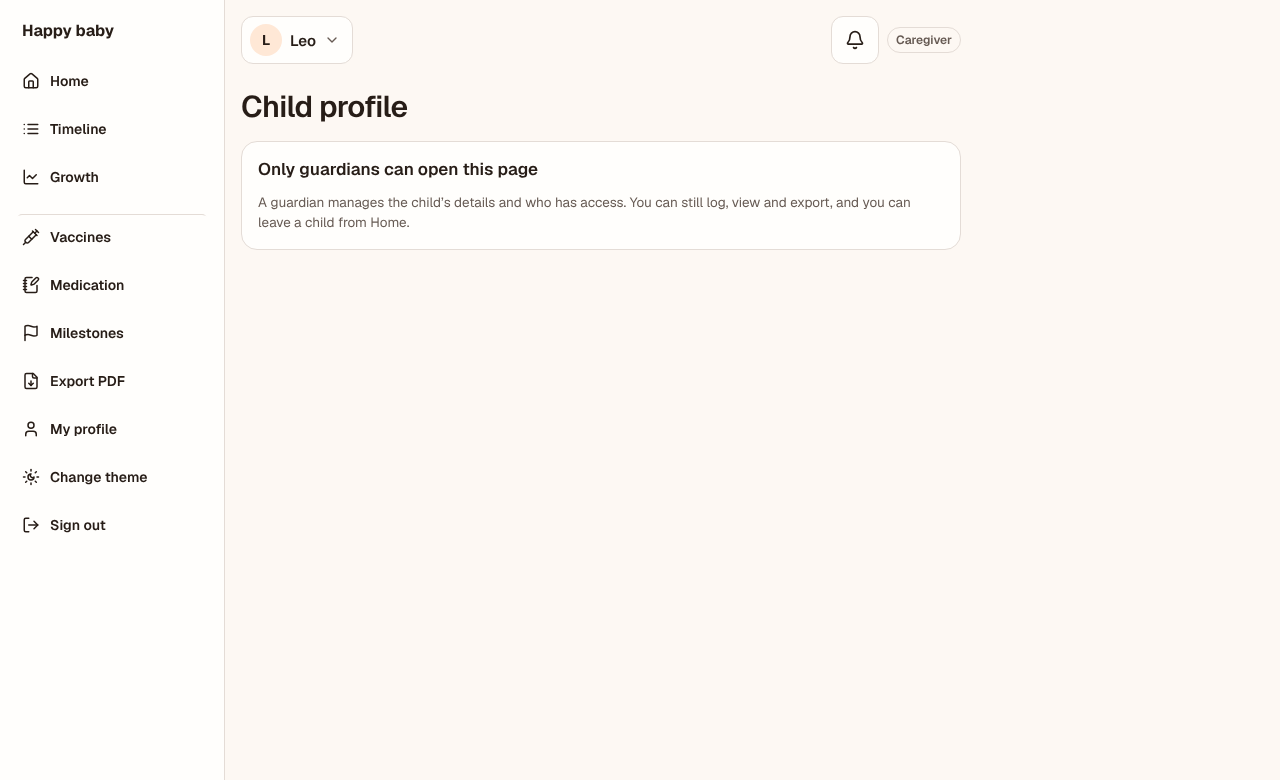 Happy baby
Home
Timeline
Growth
Vaccines
Medication
Milestones
Export PDF
My profile
Change theme
Sign out
L Leo
Caregiver
Child profile
Only guardians can open this page
A guardian manages the child's details and who has access. You can still log, view and export, and you can
leave a child from Home.